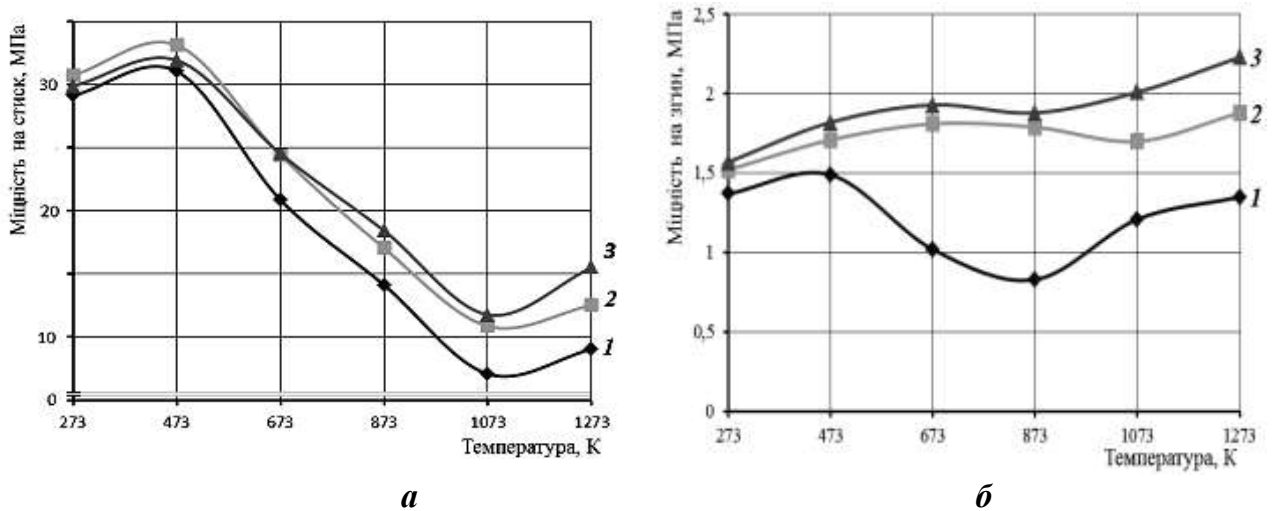 Міцність на стиск, МПа
30
20
10
0
273 473 673 873 1073 1273
Температура, К
3
2
1
а
Міцність на згин, МПа
2,5
2
1,5
1
0,5
0
273 473 673 873 1073 1273
Температура, К
3
2
1
б